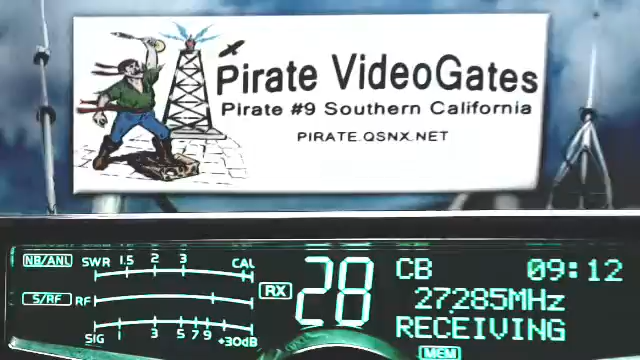 Pirate VideoGates
Pirate #9 Southern California
PIRATE.QSNX.NET
NB/ANL SWR 1.5 2 3 CAL
S/RF RF
RX 28
CB 09:12
27.285MHz
RECEIVING
SIG 1 3 5 7 9 +30dB
MEM